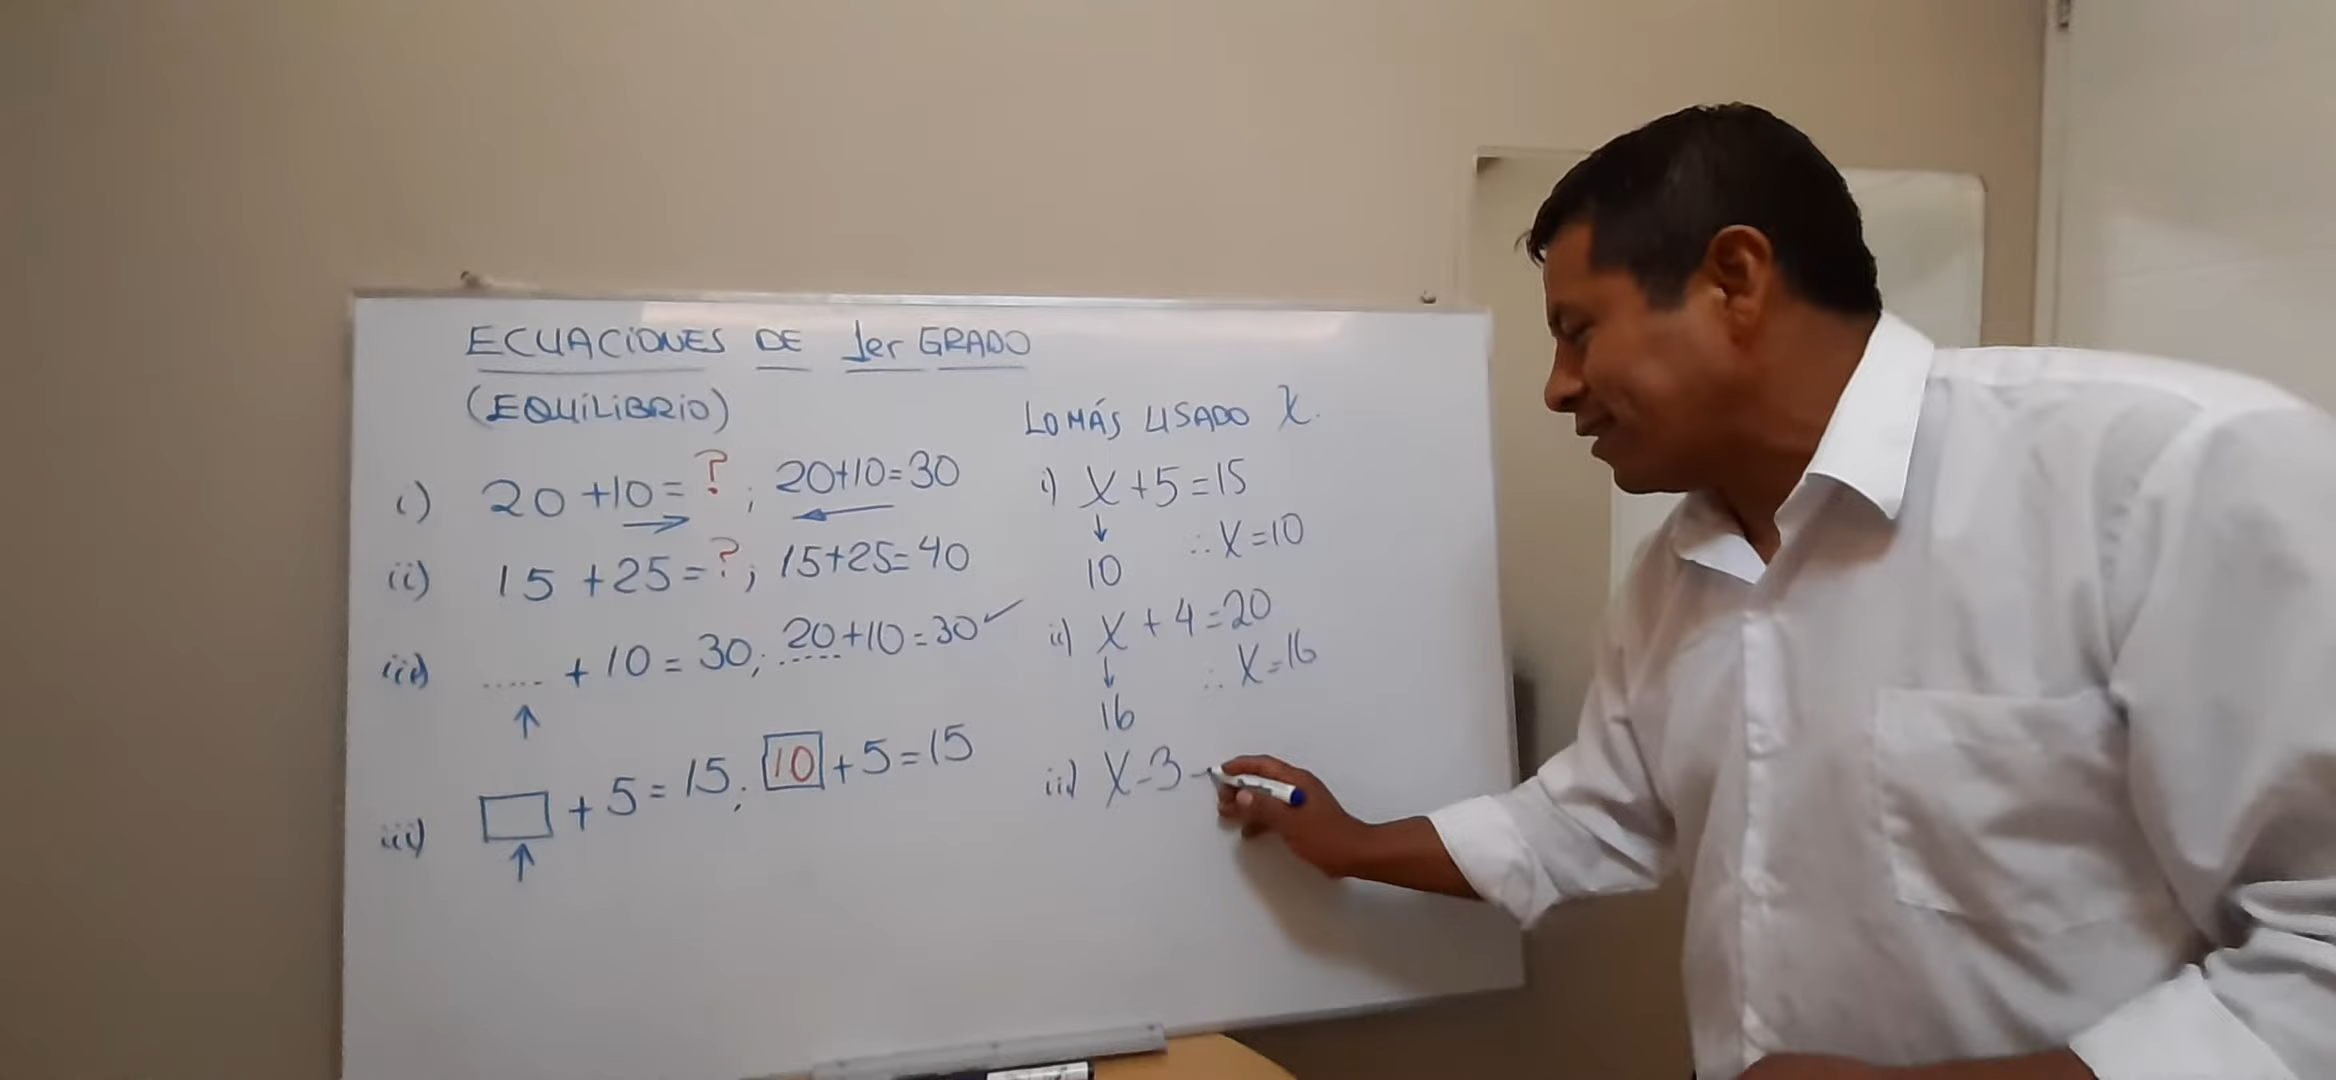 ECUACIONES DE 1er GRADO
(EQUILIBRIO)
i) 20 +10 = ? ; 20+10=30
ii) 15 +25 = ? ; 15+25=40
iii) ..... + 10 = 30; 20+10=30 ✓
↑
iii) □ + 5 = 15; 10 + 5 = 15
↑
LO MÁS USADO X.
i) X + 5 = 15
↓
10
∴ X = 10
ii) X + 4 = 20
↓
16
∴ X = 16
iii) X - 3 -